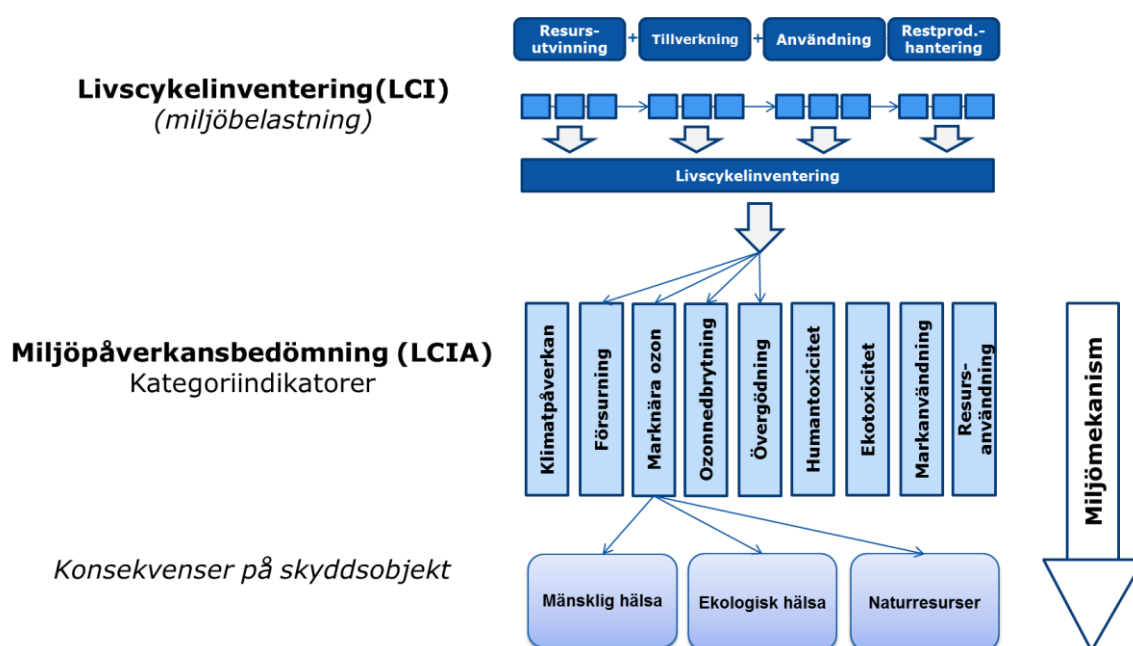 Resurs-
utvinning
+
Tillverkning
+
Användning
Restprod.-
hantering
Livscykelinventering(LCI)
(miljöbelastning)
Livscykelinventering
Klimatpåverkan
Försurning
Marknära ozon
Ozonnedbrytning
Övergödning
Humantoxicitet
Ekotoxicitet
Markanvändning
Resurs-
användning
Miljöpåverkansbedömning (LCIA)
Kategoriindikatorer
Miljömekanism
Konsekvenser på skyddsobjekt
Mänsklig hälsa
Ekologisk hälsa
Naturresurser